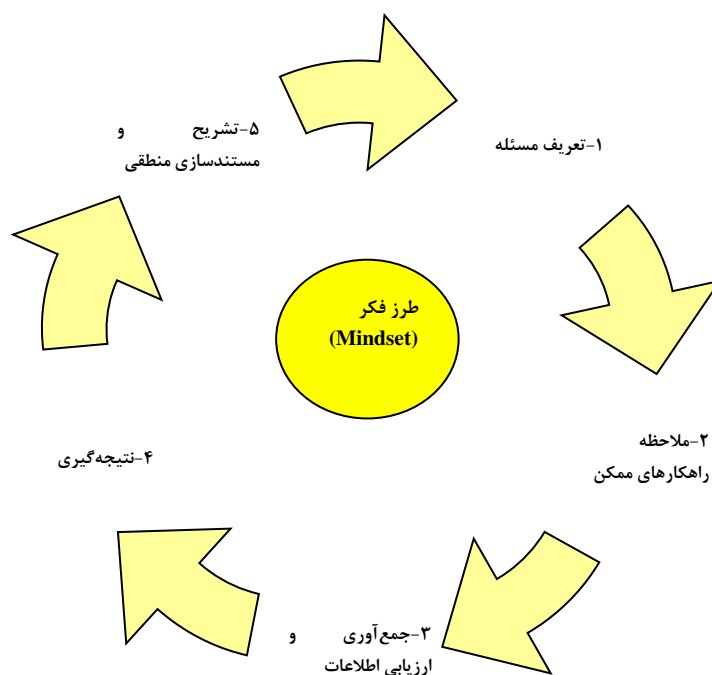 ۱-تعریف مسئله
۲-ملاحظه
راهکارهای ممکن
۳-جمع‌آوری و
ارزیابی اطلاعات
۴-نتیجه‌گیری
۵-تشریح و
مستندسازی منطقی
طرز فکر
(Mindset)